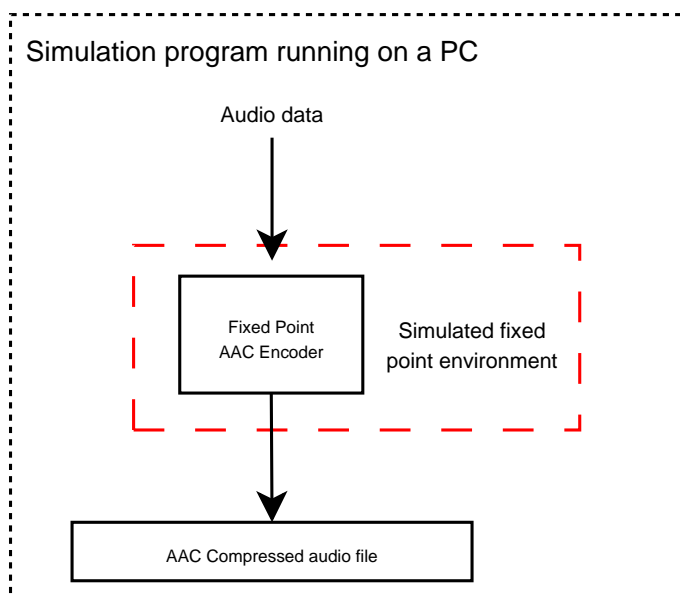 Simulation program running on a PC
Audio data
Fixed Point
AAC Encoder
Simulated fixed
point environment
AAC Compressed audio file